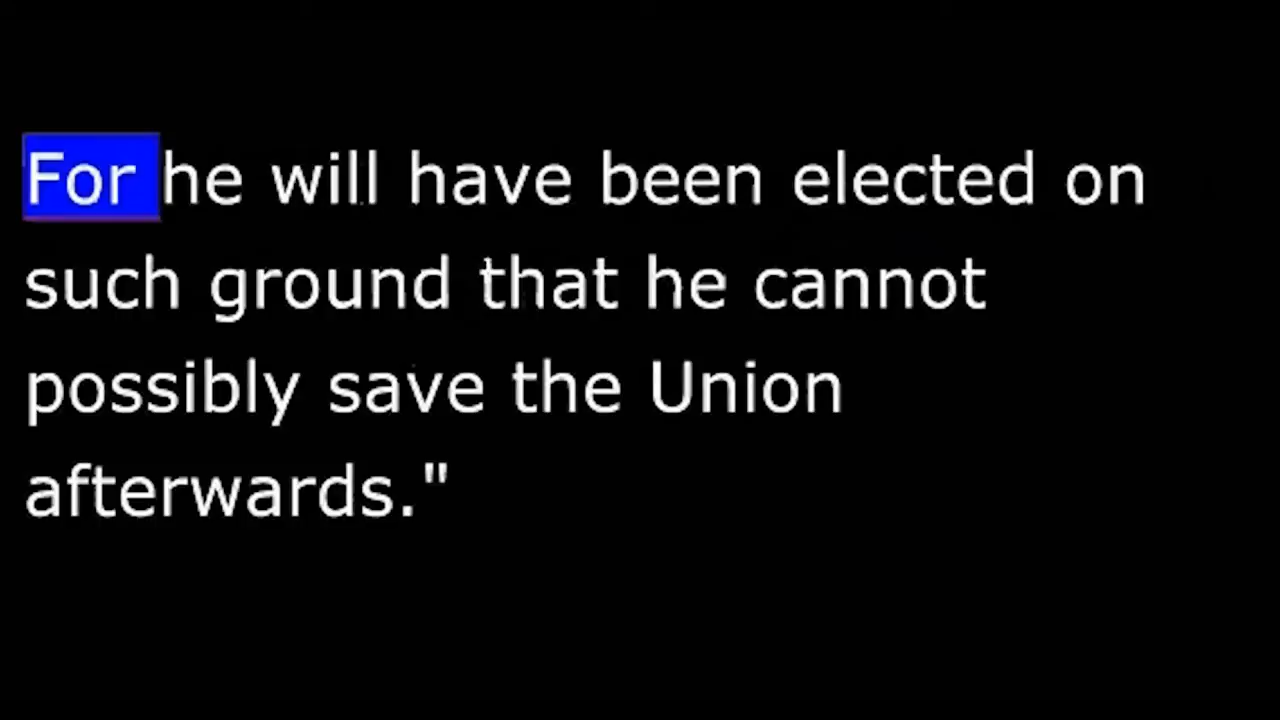 For he will have been elected on
such ground that he cannot
possibly save the Union
afterwards."